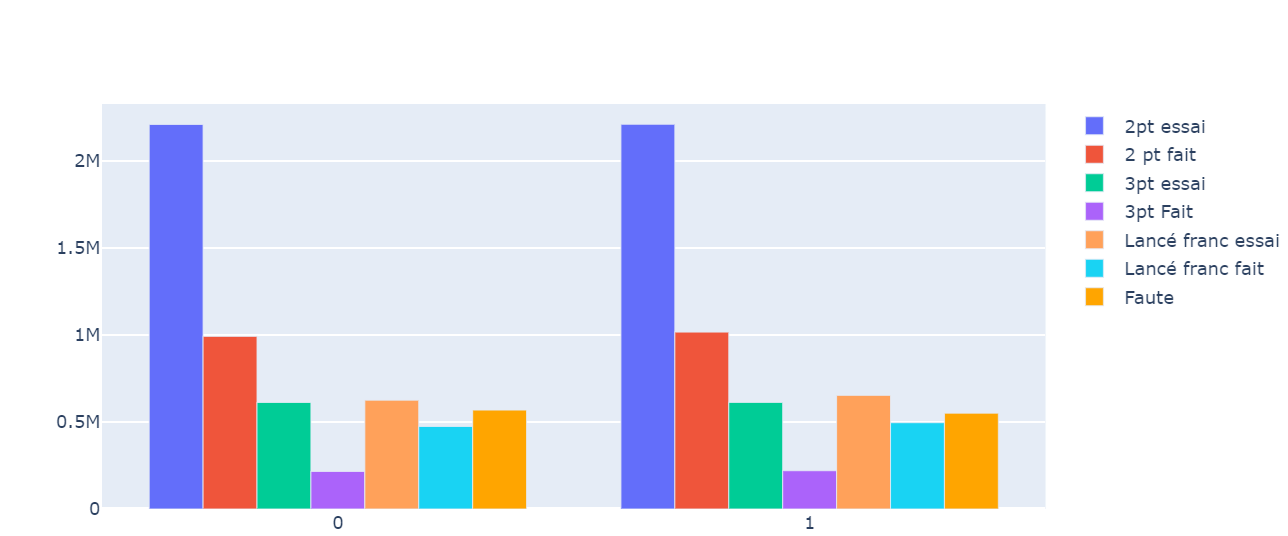 2M
1.5M
1M
0.5M
0
0
1
2pt essai
2 pt fait
3pt essai
3pt Fait
Lancé franc essai
Lancé franc fait
Faute